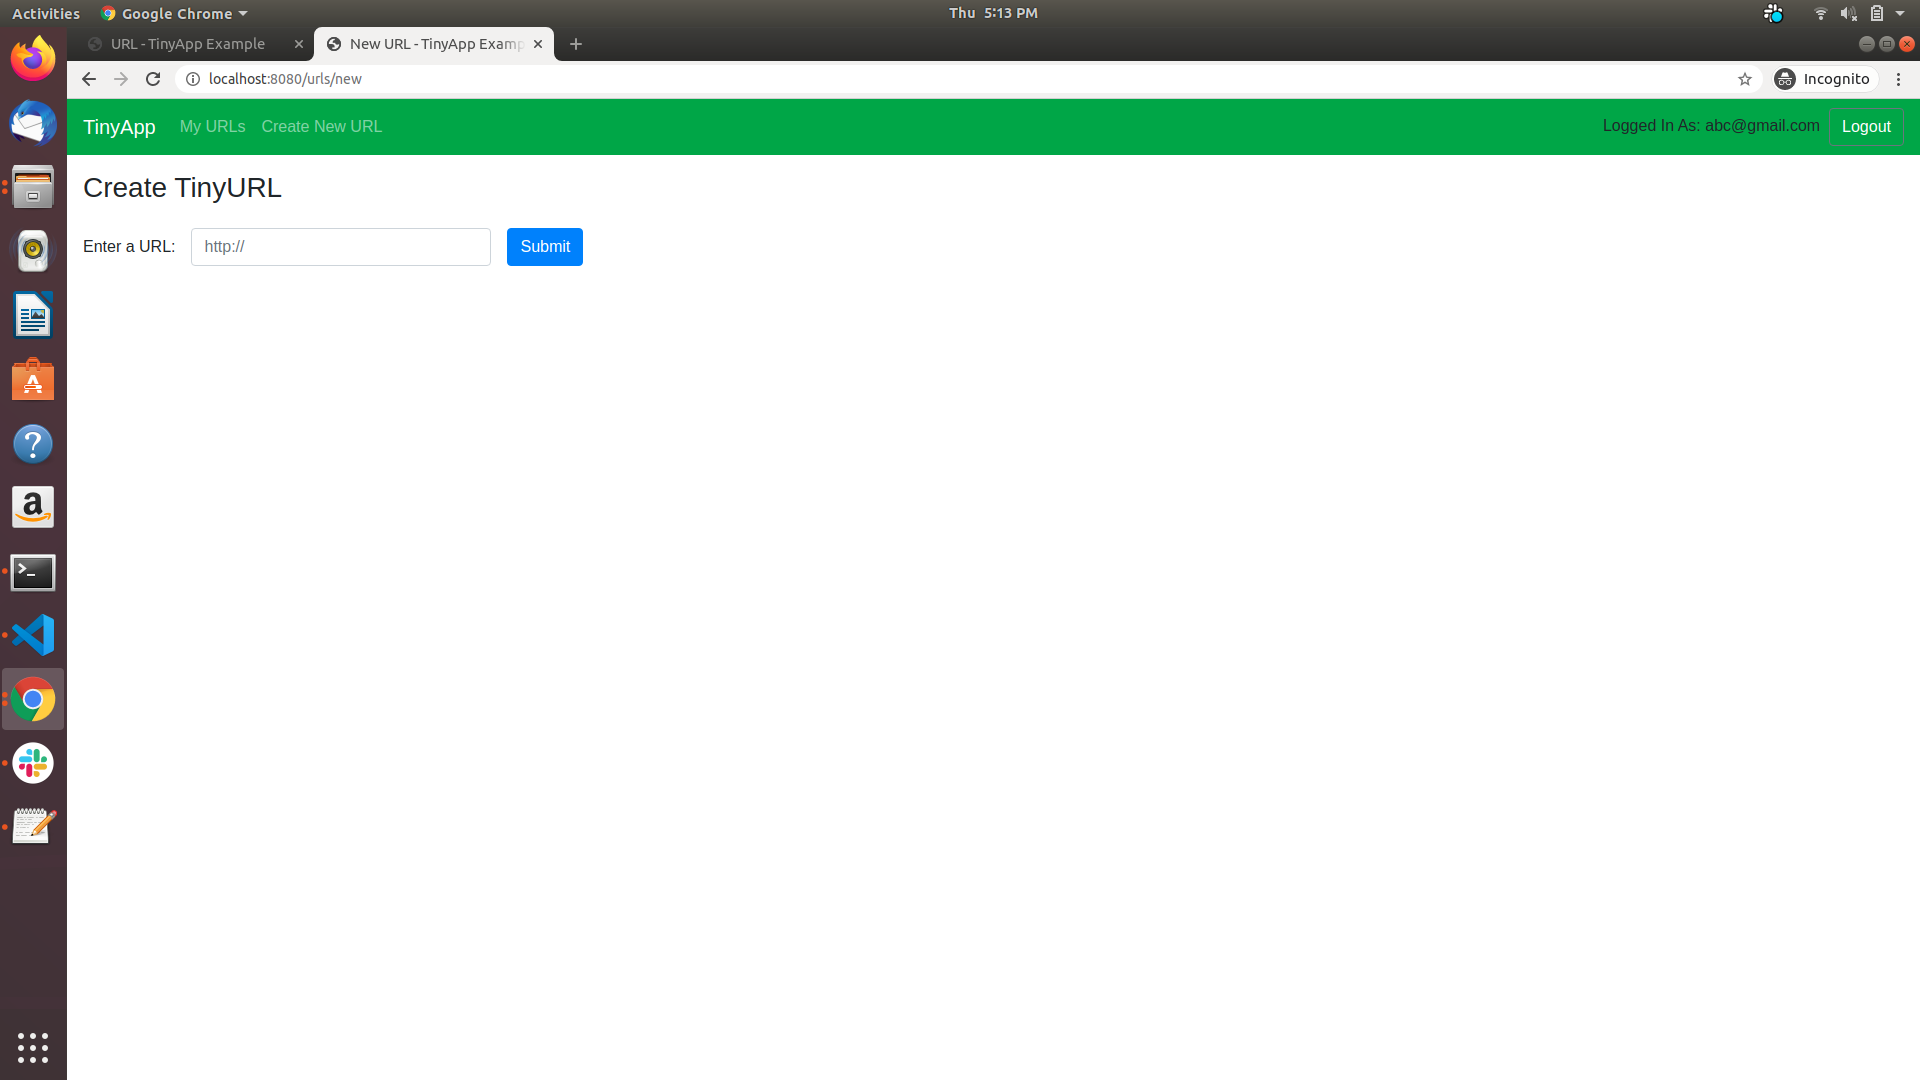 Activities Google Chrome Thu 5:13 PM
URL - TinyApp Example New URL - TinyApp Examp
localhost:8080/urls/new Incognito
TinyApp My URLs Create New URL Logged In As: abc@gmail.com Logout
Create TinyURL
Enter a URL: http:// Submit